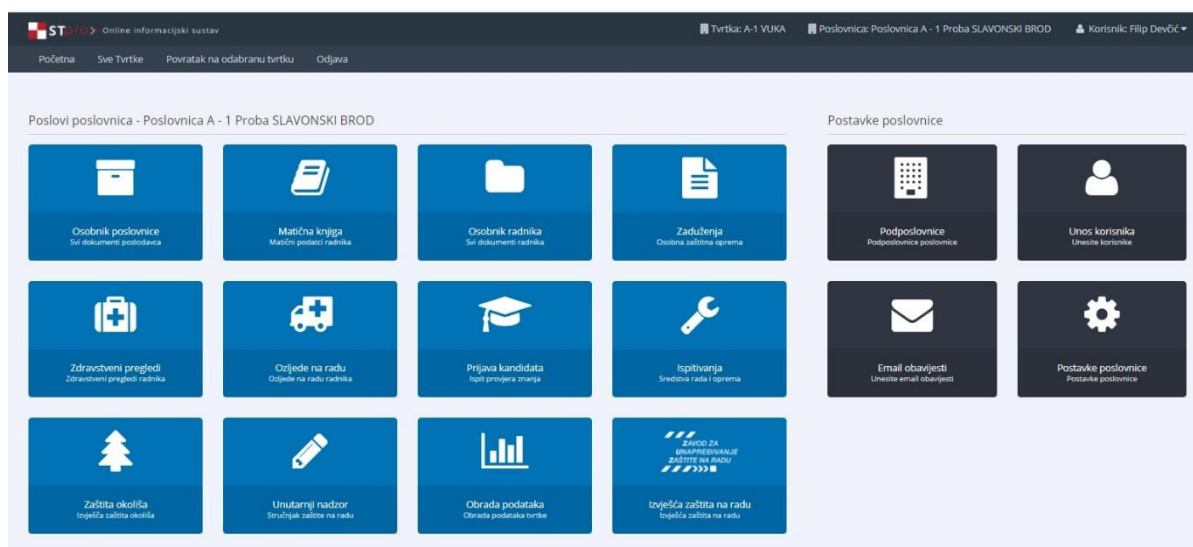 STpro> Online informacijski sustav
Tvrtka: A-1 VUKA
Poslovnica: Poslovnica A - 1 Proba SLAVONSKI BROD
Korisnik: Filip Devčić
Početna
Sve Tvrtke
Povratak na odabranu tvrtku
Odjava
Poslovi poslovnica - Poslovnica A - 1 Proba SLAVONSKI BROD
Osobnik poslovnice
Svi dokumenti poslodavca
Matična knjiga
Matični podatci radnika
Osobnik radnika
Svi dokumenti radnika
Zaduženja
Osobna zaštitna oprema
Zdravstveni pregledi
Zdravstveni pregledi radnika
Ozljede na radu
Ozljede na radu radnika
Prijava kandidata
Ispit provjera znanja
Ispitivanja
Sredstva rada i oprema
Zaštita okoliša
Izvješća zaštita okoliša
Unutarnji nadzor
Stručnjak zaštite na radu
Obrada podataka
Obrada podataka tvrtke
ZAVOD ZA
UNAPREĐIVANJE
ZAŠTITE NA RADU
Izvješća zaštita na radu
Izvješća zaštita na radu
Postavke poslovnice
Podposlovnice
Podposlovnice poslovnice
Unos korisnika
Unesite korisnike
Email obavijesti
Unesite email obavijesti
Postavke poslovnice
Postavke poslovnice